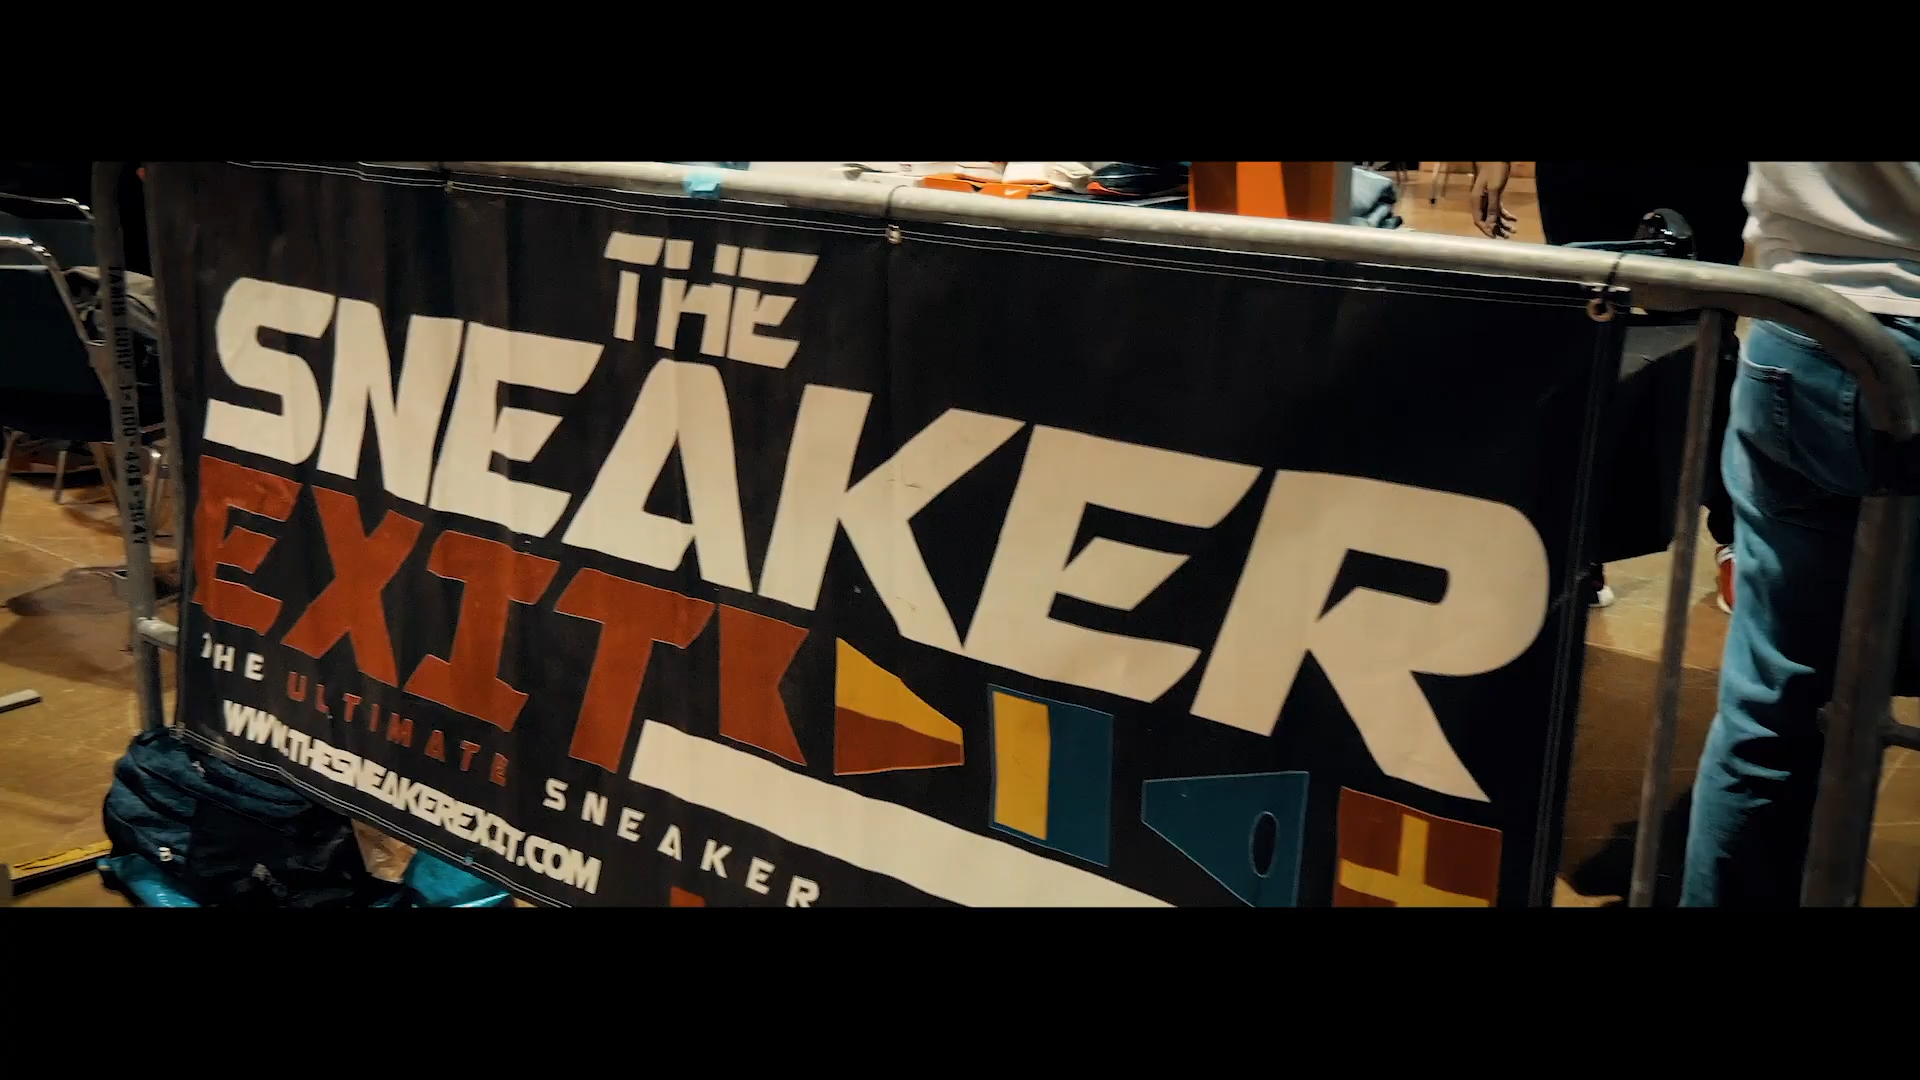 THE
SNEAKER
EXIT
THE ULTIMATE SNEAKER
WWW.THESNEAKEREXIT.COM